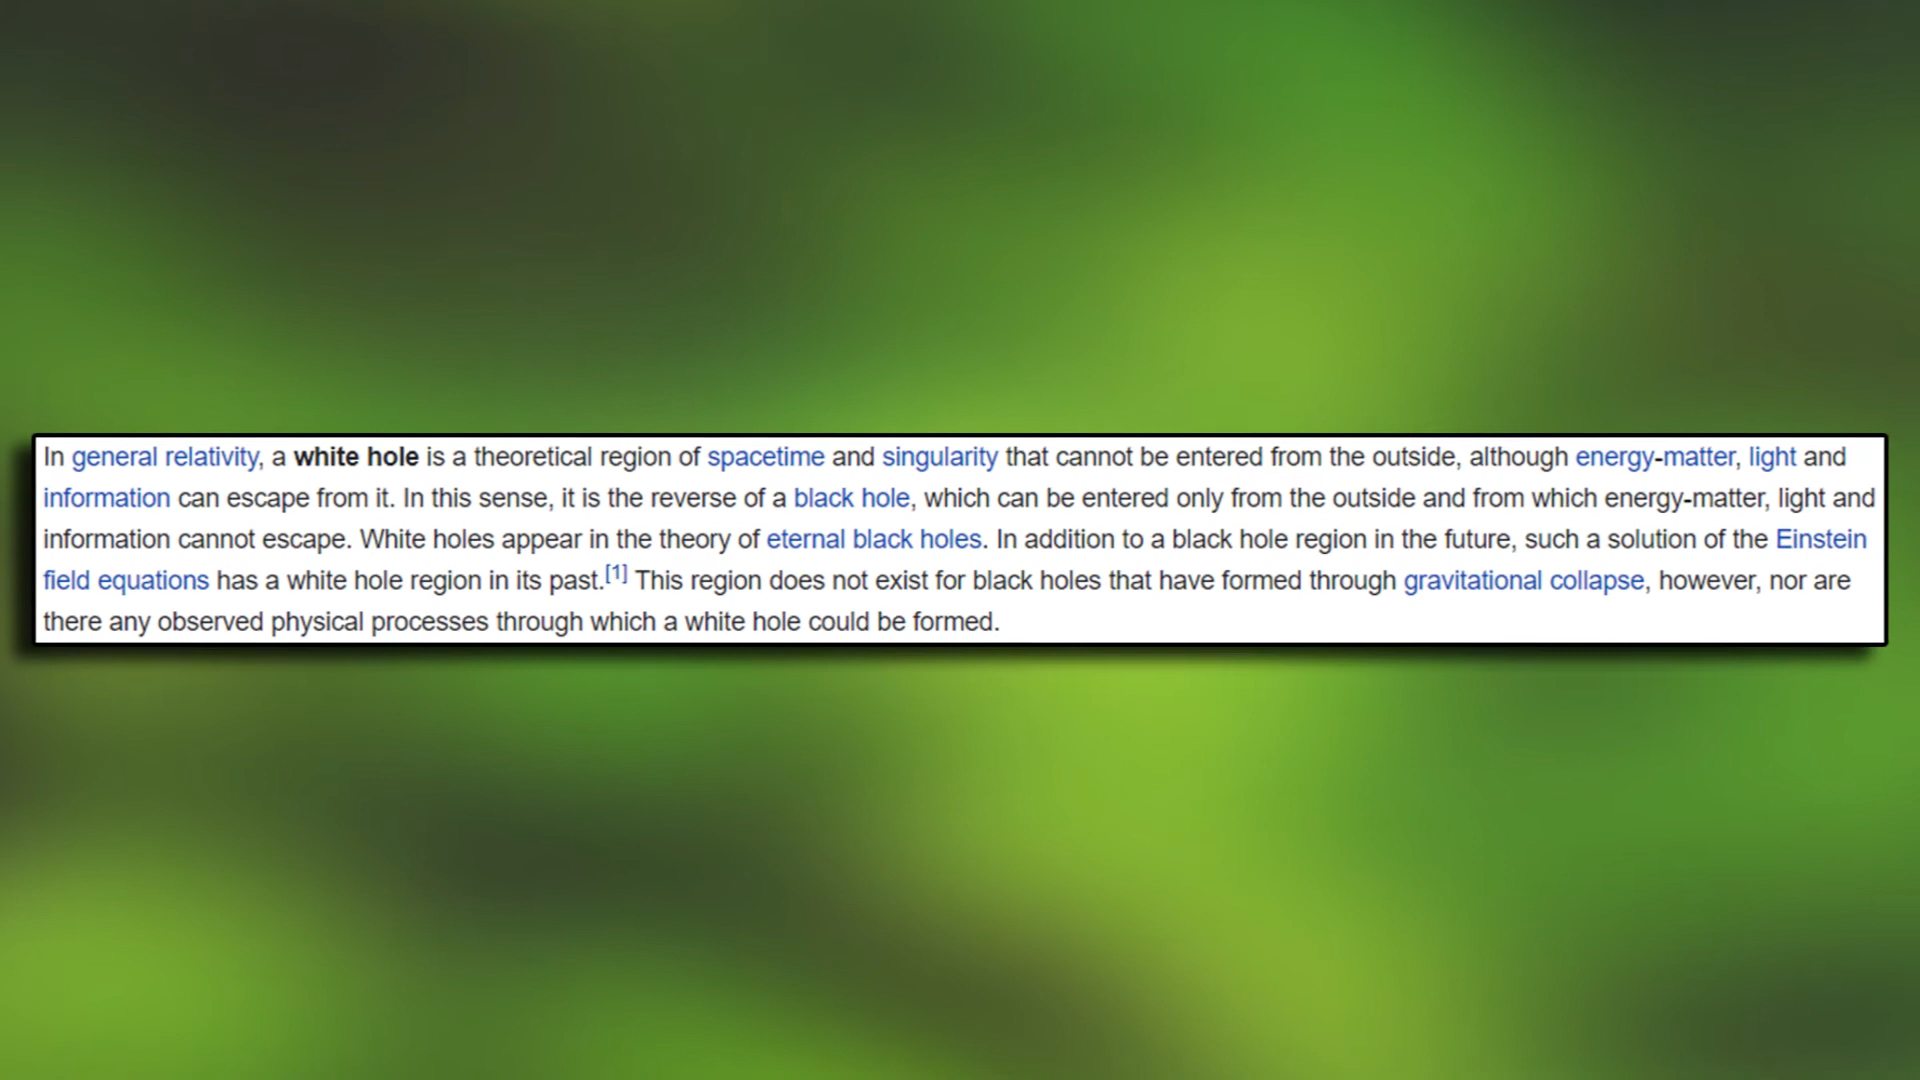 In general relativity, a white hole is a theoretical region of spacetime and singularity that cannot be entered from the outside, although energy-matter, light and
information can escape from it. In this sense, it is the reverse of a black hole, which can be entered only from the outside and from which energy-matter, light and
information cannot escape. White holes appear in the theory of eternal black holes. In addition to a black hole region in the future, such a solution of the Einstein
field equations has a white hole region in its past.[1] This region does not exist for black holes that have formed through gravitational collapse, however, nor are
there any observed physical processes through which a white hole could be formed.